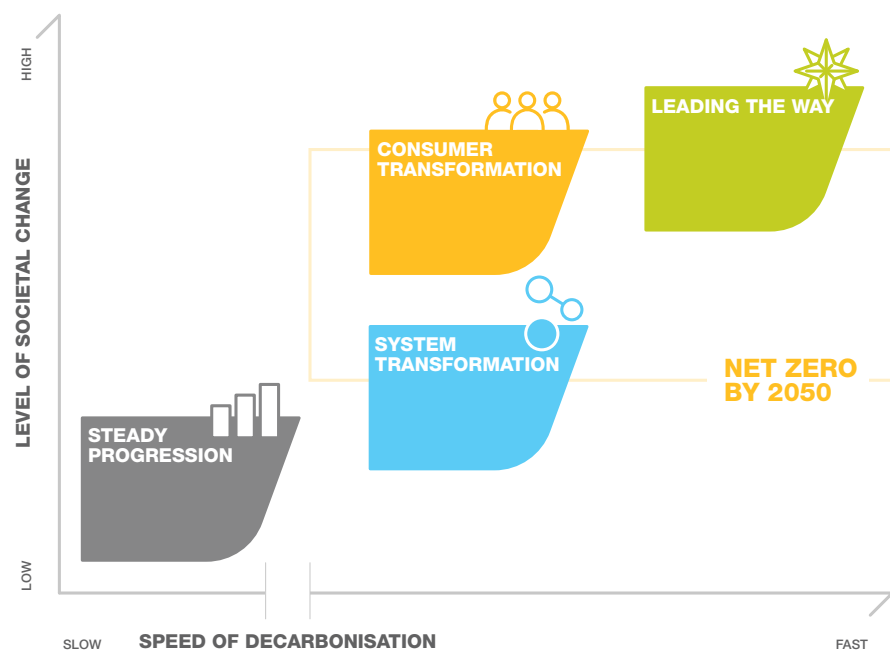 HIGH
LEVEL OF SOCIETAL CHANGE
LOW
LEADING THE WAY
CONSUMER
TRANSFORMATION
SYSTEM
TRANSFORMATION
NET ZERO
BY 2050
STEADY
PROGRESSION
SLOW
SPEED OF DECARBONISATION
FAST